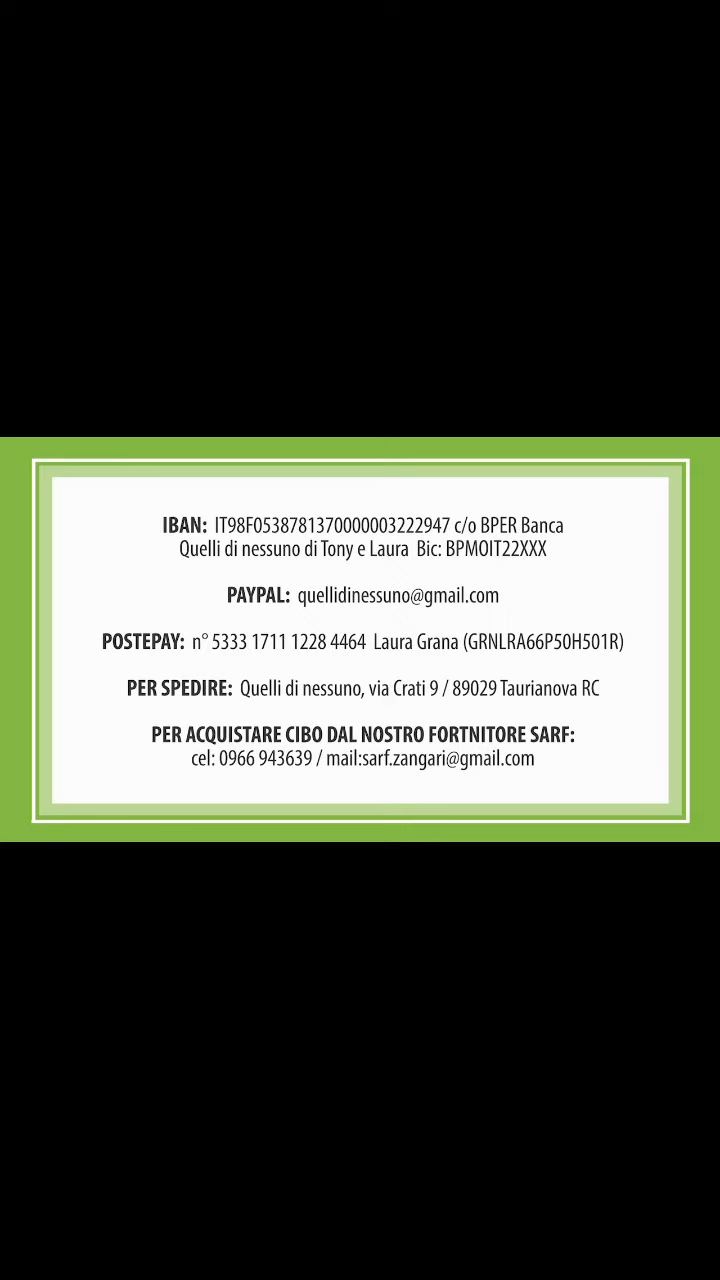 IBAN: IT98F0538781370000003222947 c/o BPER Banca
Quelli di nessuno di Tony e Laura Bic: BPMOIT22XXX
PAYPAL: quellidinessuno@gmail.com
POSTEPAY: n° 5333 1711 1228 4464 Laura Grana (GRNLRA66P50H501R)
PER SPEDIRE: Quelli di nessuno, via Crati 9 / 89029 Taurianova RC
PER ACQUISTARE CIBO DAL NOSTRO FORTNITORE SARF:
cel: 0966 943639 / mail:sarf.zangari@gmail.com